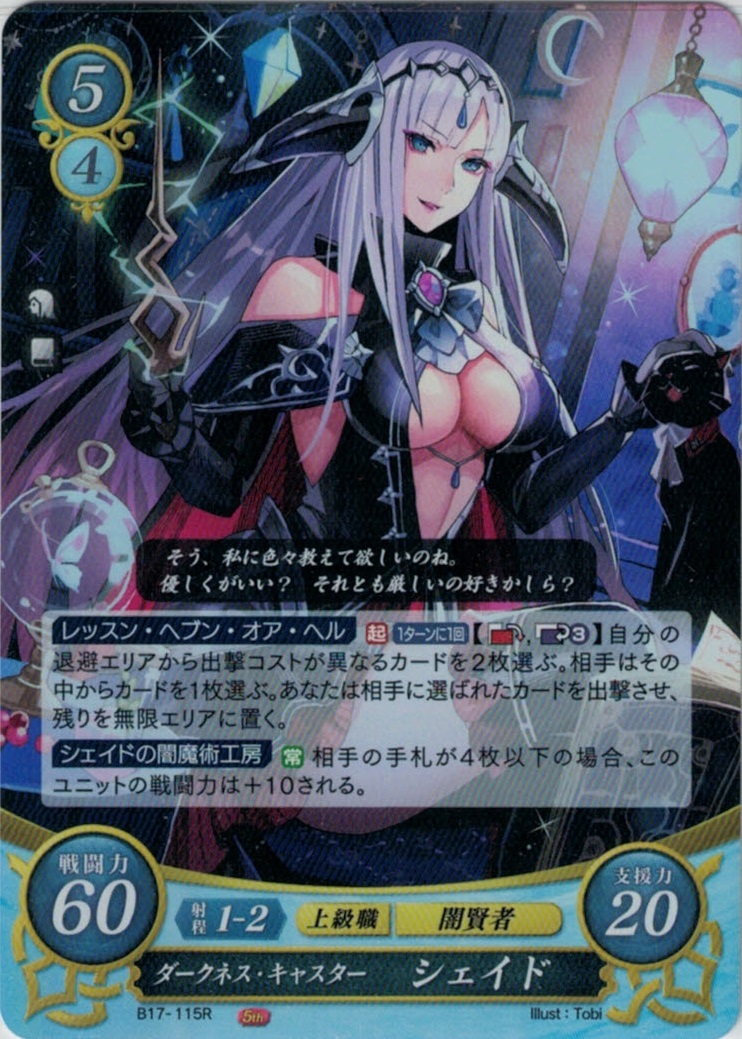 5
4
そう、私に色々教えて欲しいのね。
優しくがいい? それとも厳しいの好きかしら?
レッスン・ヘブン・オア・ヘル 起 1ターンに1回 【 , 3】自分の
退避エリアから出撃コストが異なるカードを2枚選ぶ。相手はその
中からカードを1枚選ぶ。あなたは相手に選ばれたカードを出撃させ、
残りを無限エリアに置く。
シェイドの闇魔術工房 常 相手の手札が4枚以下の場合、この
ユニットの戦闘力は+10される。
戦闘力
60
射程 1-2
上級職
闇賢者
支援力
20
ダークネス・キャスター シェイド
B17-115R 5th Illust : Tobi